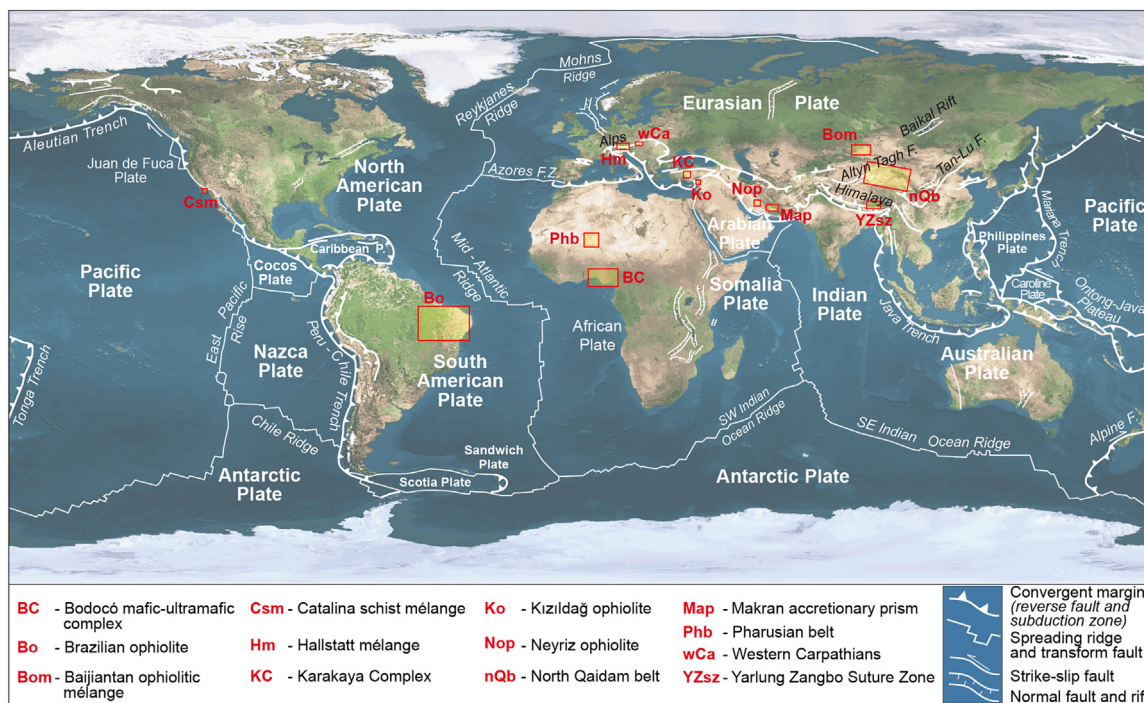 Mohns
Ridge
Reykjanes
Ridge
Eurasian Plate
Baikal Rift
Aleutian Trench
Alps
wCa
Bom
Hm
Altyn Tagh F.
Tan-Lu F.
Juan de Fuca
Plate
North
American
Plate
Azores F.Z.
KC
Ko
Nop
Himalaya
nQb
Csm
Map
YZsz
Mariana Trench
Pacific
Plate
Arabian
Plate
Phb
Philippines
Plate
Caribbean P.
Mid - Atlantic
Ridge
Pacific
Plate
Cocos
Plate
BC
Somalia
Plate
Indian
Plate
Caroline
Plate
Ontong-Java
Plateau
Bo
East Pacific
Rise
African
Plate
Java Trench
Nazca
Plate
Peru - Chile Trench
South
American
Plate
Australian
Plate
Tonga Trench
Chile Ridge
SW Indian
Ocean Ridge
SE Indian Ocean Ridge
Alpine F.
Sandwich
Plate
Antarctic
Plate
Scotia Plate
Antarctic Plate
BC - Bodocó mafic-ultramafic
complex
Bo - Brazilian ophiolite
Bom - Baijiantan ophiolitic
mélange
Csm - Catalina schist mélange
Hm - Hallstatt mélange
KC - Karakaya Complex
Ko - Kızıldağ ophiolite
Nop - Neyriz ophiolite
nQb - North Qaidam belt
Map - Makran accretionary prism
Phb - Pharusian belt
wCa - Western Carpathians
YZsz - Yarlung Zangbo Suture Zone
Convergent margin
(reverse fault and
subduction zone)
Spreading ridge
and transform fault
Strike-slip fault
Normal fault and rif